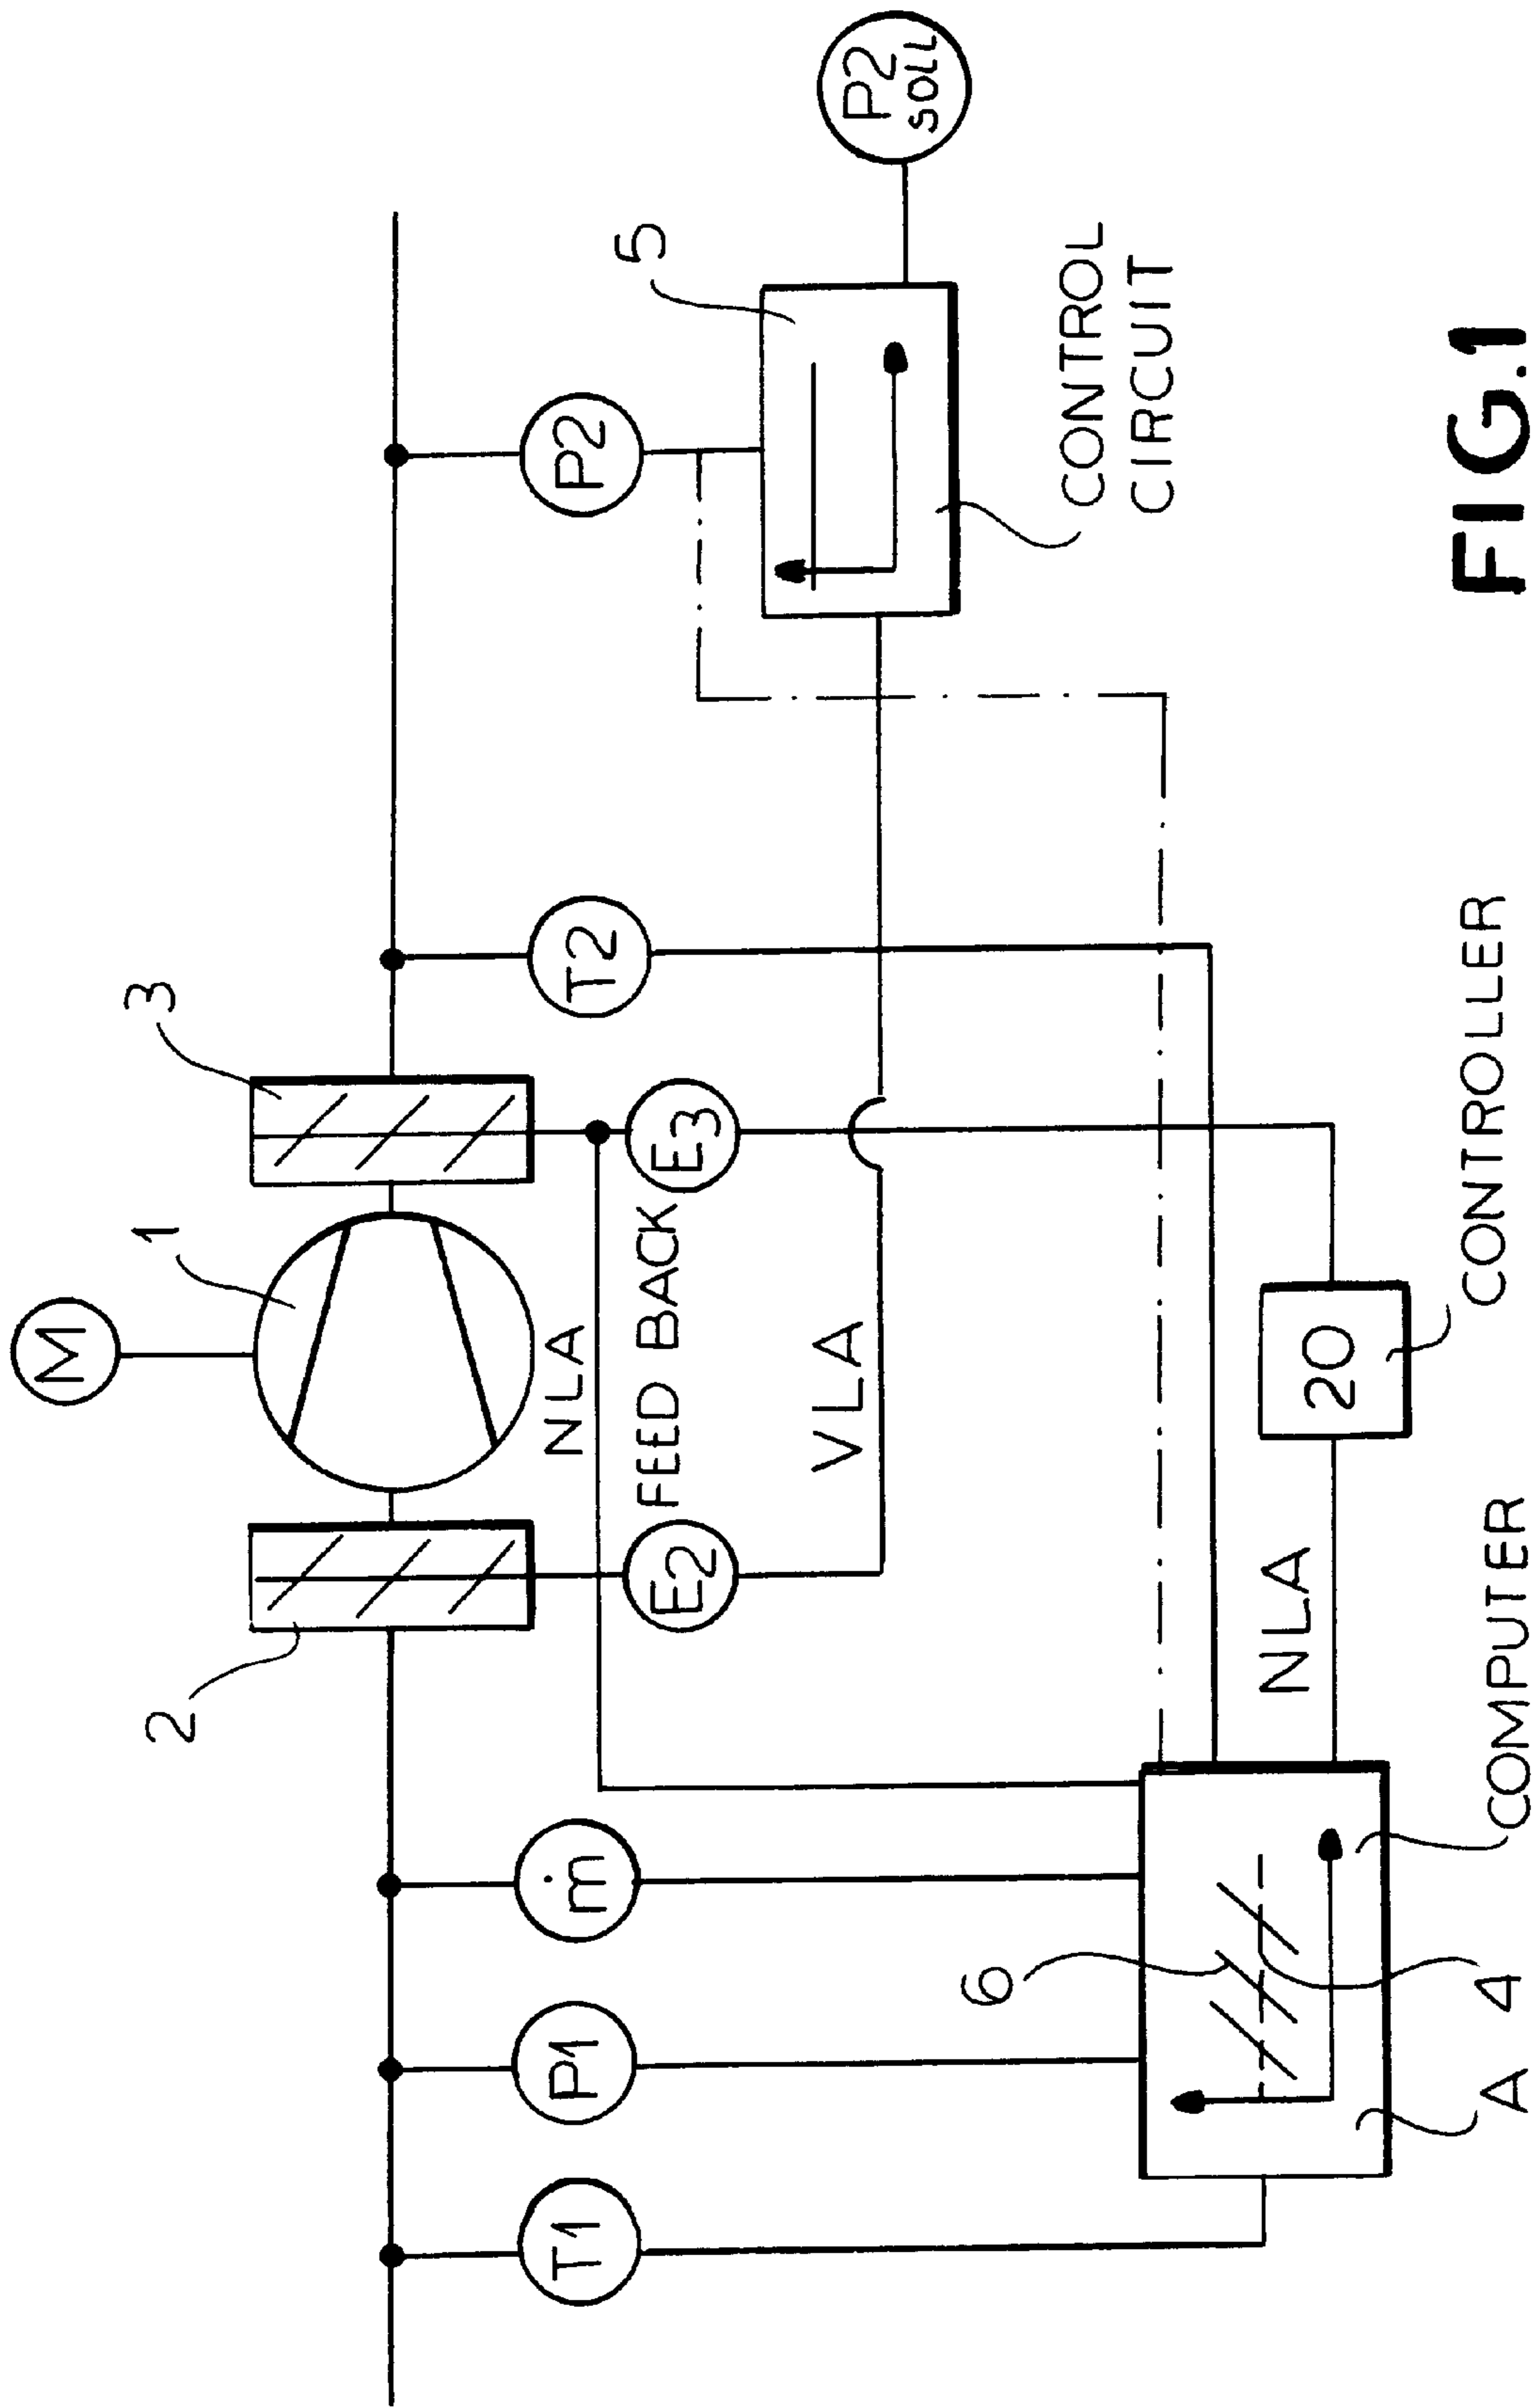 M
3
1
2
T1
P1
ṁ
E2
E3
T2
P2
P2
SOLL
5
NLA
FEED BACK
VLA
CONTROL
CIRCUIT
6
NLA
20
A
4
COMPUTER
CONTROLLER
FIG.1